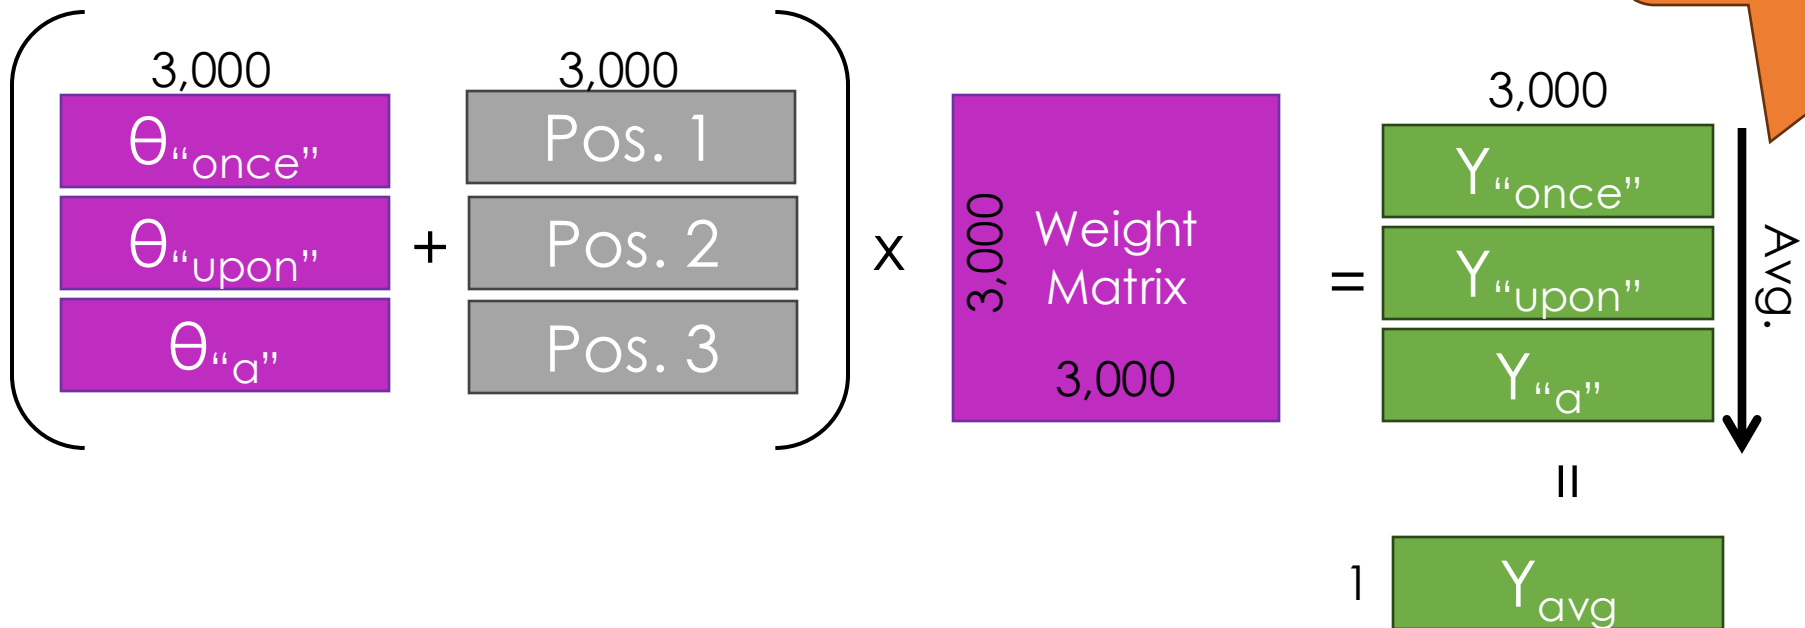 3,000
3,000
3,000
θ“once”
+
Pos. 1
x
3,000
Weight
Matrix
3,000
=
Y“once”
θ“upon”
Pos. 2
Y“upon”
θ“a”
Pos. 3
Y“a”
Avg.
=
1
Yavg